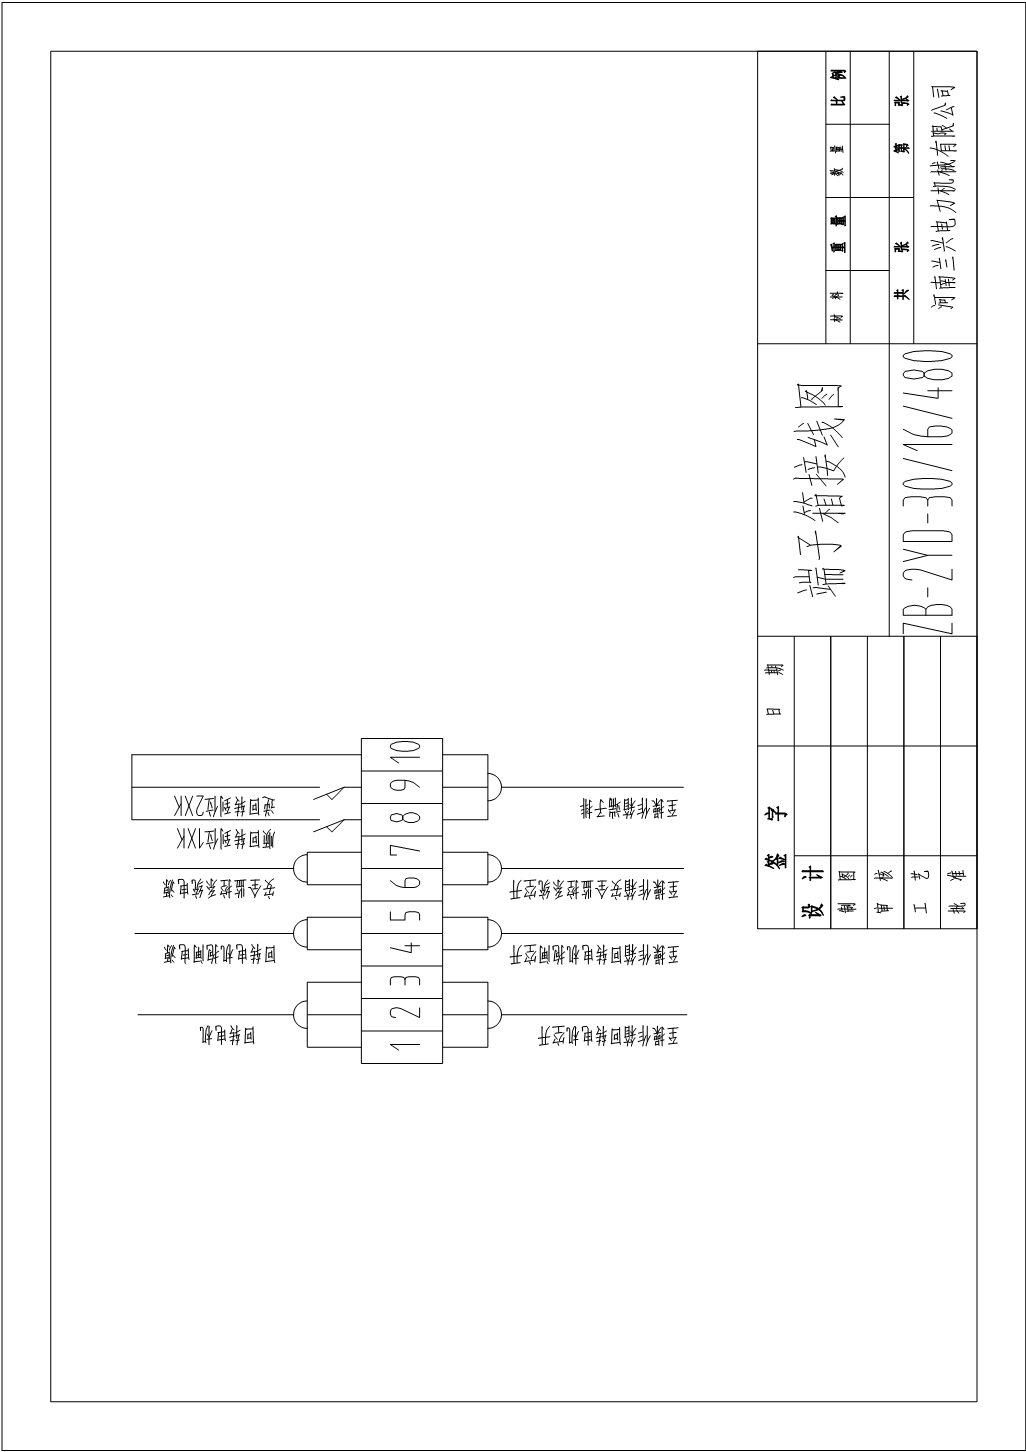 1
2
3
4
5
6
7
8
9
10
回转电机
回转电机抱闸电源
安全监控系统电源
顺回转到位1XK
逆回转到位2XK
至操作箱回转电机空开
至操作箱回转电机抱闸空开
至操作箱安全监控系统空开
至操作箱端子排
签 字
日 期
设 计
制 图
审 核
工 艺
批 准
端子箱接线图
ZB-2YD-30/16/480
材 料
重 量
数 量
比 例
共 张
第 张
河南兰兴电力机械有限公司